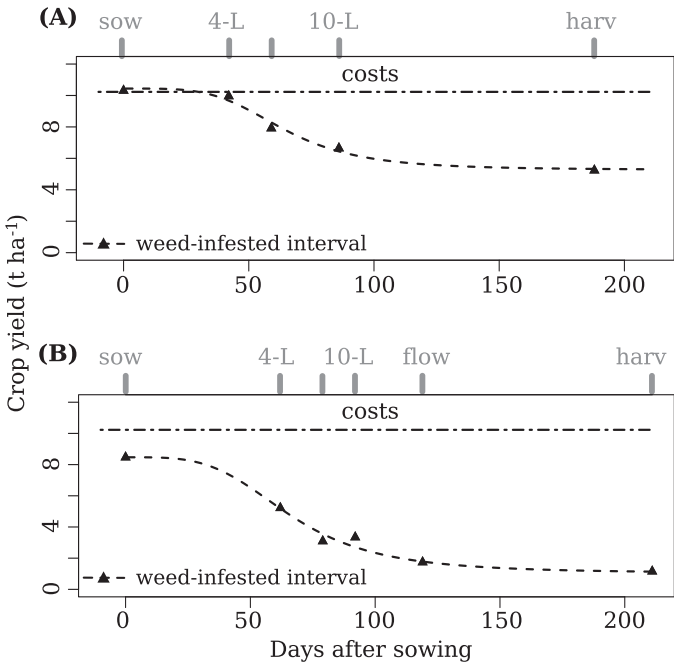 (A)
sow 4-L 10-L harv
costs
8
4
0
weed-infested interval
0 50 100 150 200
Crop yield (t ha-1)
(B)
sow 4-L 10-L flow harv
costs
8
4
0
weed-infested interval
0 50 100 150 200
Days after sowing